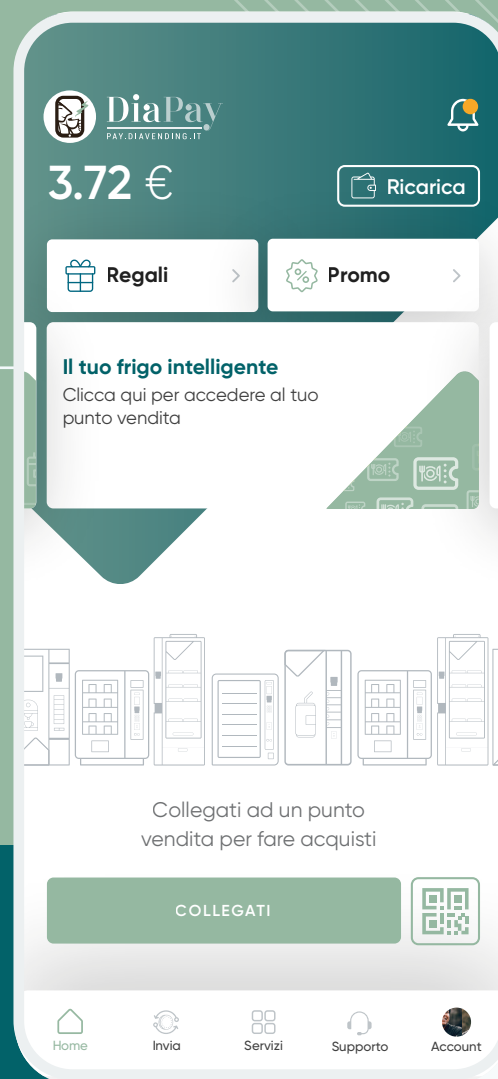 DiaPay
PAY.DIAVENDING.IT
3.72 €
Ricarica
Regali
Promo
Il tuo frigo intelligente
Clicca qui per accedere al tuo
punto vendita
Collegati ad un punto
vendita per fare acquisti
COLLEGATI
Home
Invia
Servizi
Supporto
Account